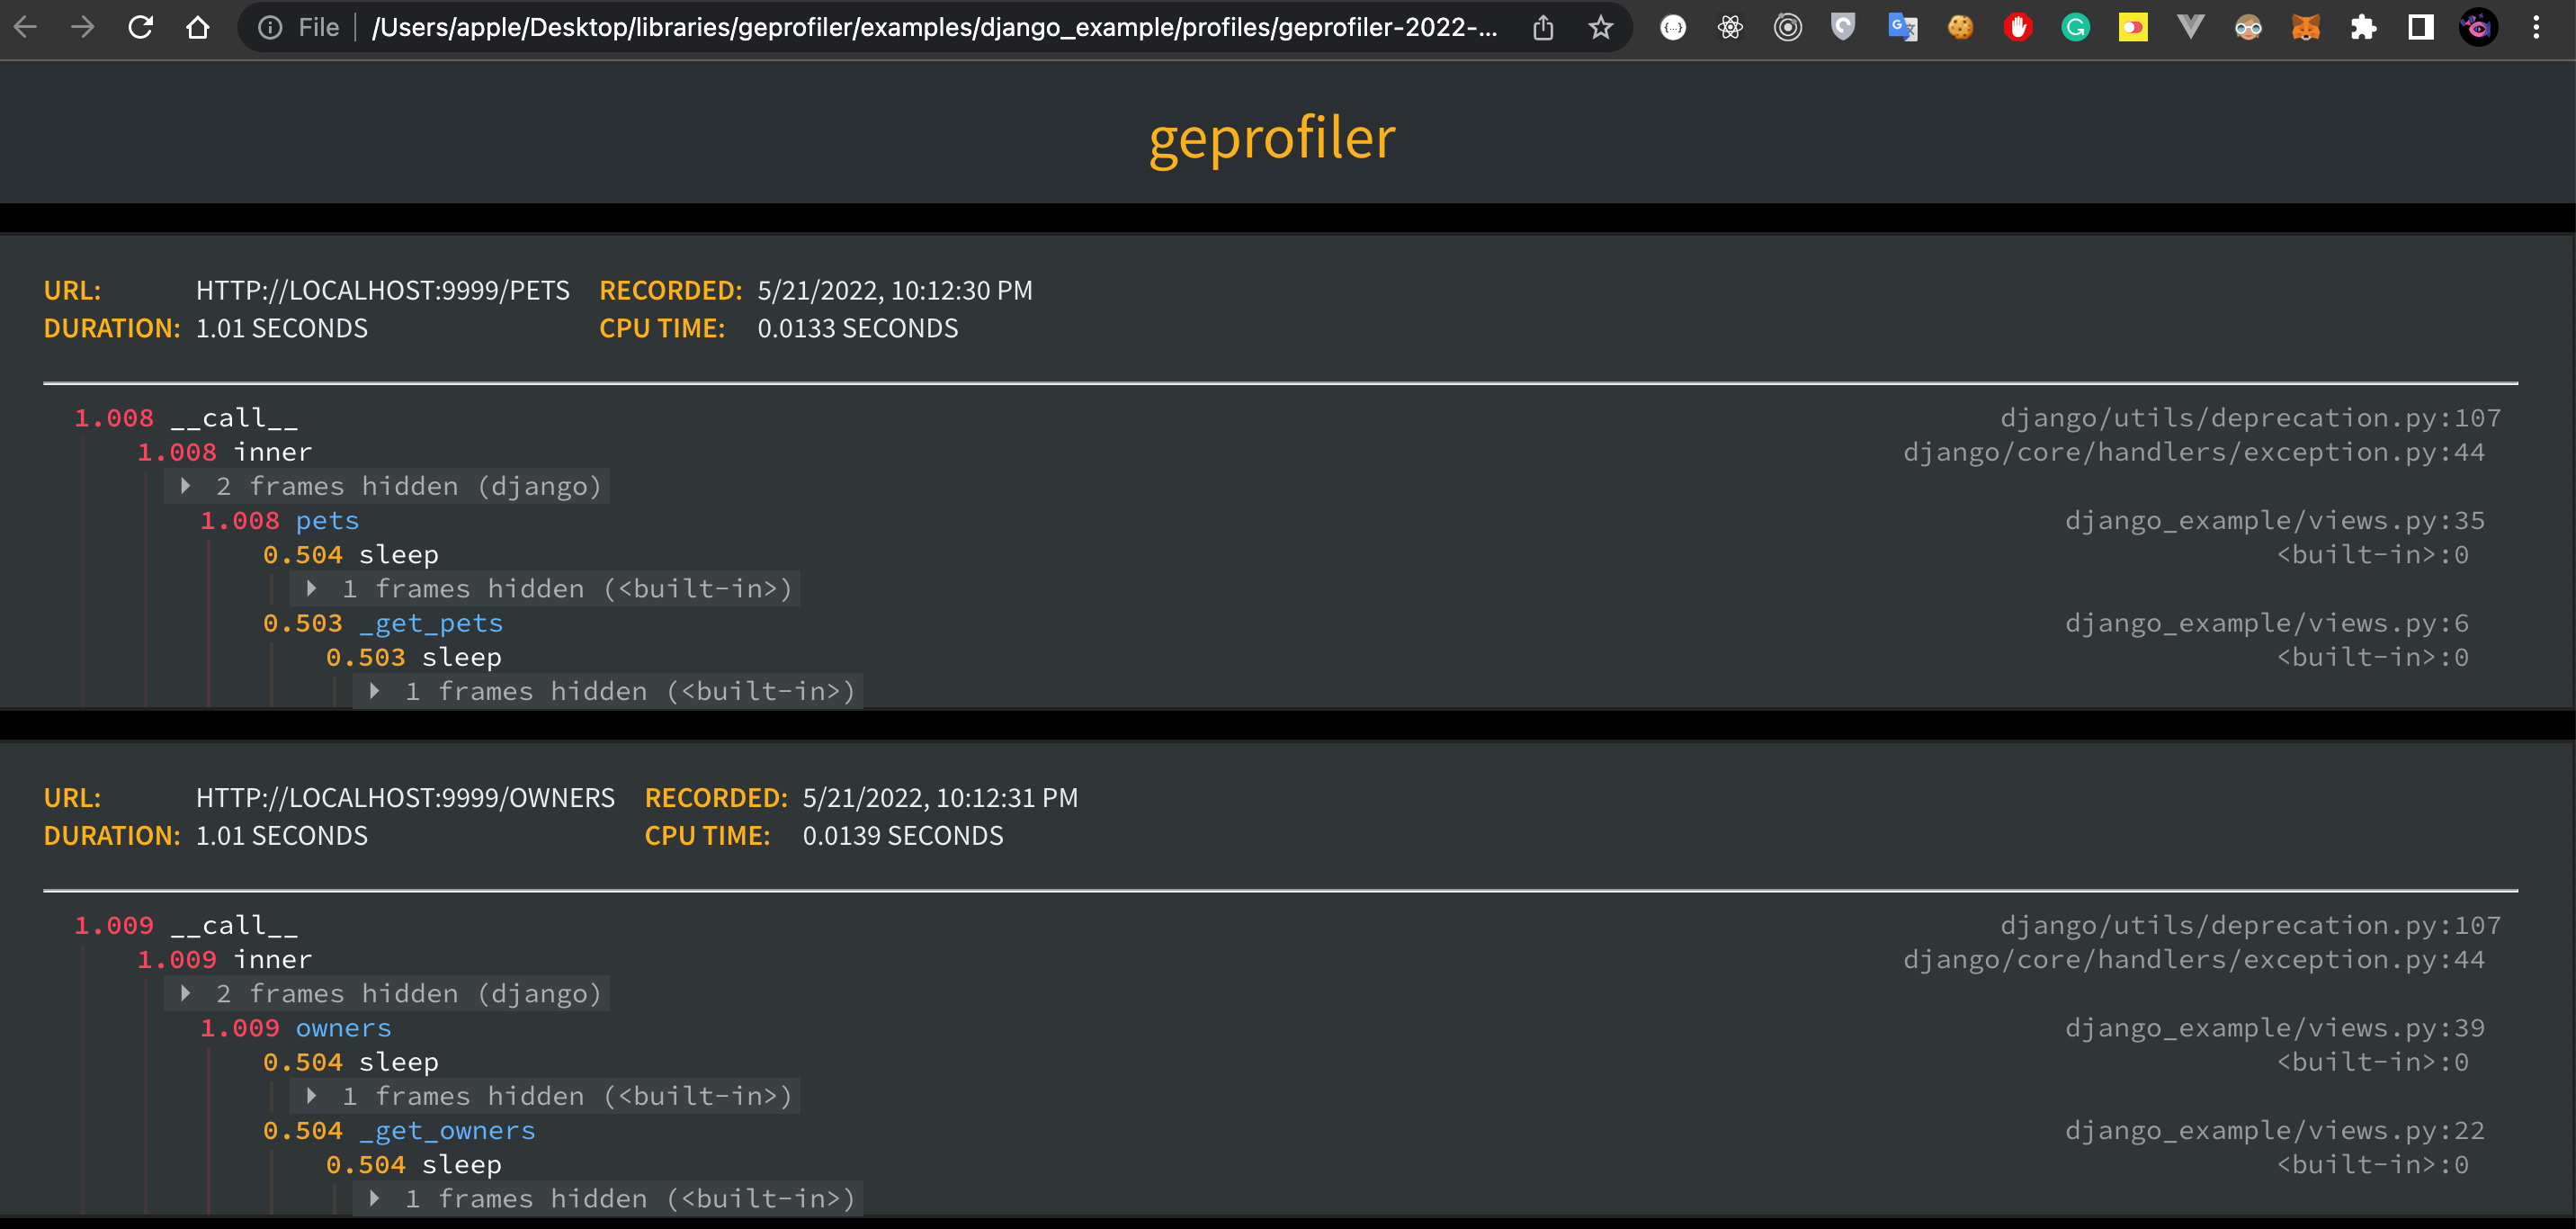 File | /Users/apple/Desktop/libraries/geprofiler/examples/django_example/profiles/geprofiler-2022-...
geprofiler
URL: HTTP://LOCALHOST:9999/PETS RECORDED: 5/21/2022, 10:12:30 PM
DURATION: 1.01 SECONDS CPU TIME: 0.0133 SECONDS
1.008 __call__ django/utils/deprecation.py:107
1.008 inner django/core/handlers/exception.py:44
2 frames hidden (django)
1.008 pets django_example/views.py:35
0.504 sleep <built-in>:0
1 frames hidden (<built-in>)
0.503 _get_pets django_example/views.py:6
0.503 sleep <built-in>:0
1 frames hidden (<built-in>)
URL: HTTP://LOCALHOST:9999/OWNERS RECORDED: 5/21/2022, 10:12:31 PM
DURATION: 1.01 SECONDS CPU TIME: 0.0139 SECONDS
1.009 __call__ django/utils/deprecation.py:107
1.009 inner django/core/handlers/exception.py:44
2 frames hidden (django)
1.009 owners django_example/views.py:39
0.504 sleep <built-in>:0
1 frames hidden (<built-in>)
0.504 _get_owners django_example/views.py:22
0.504 sleep <built-in>:0
1 frames hidden (<built-in>)